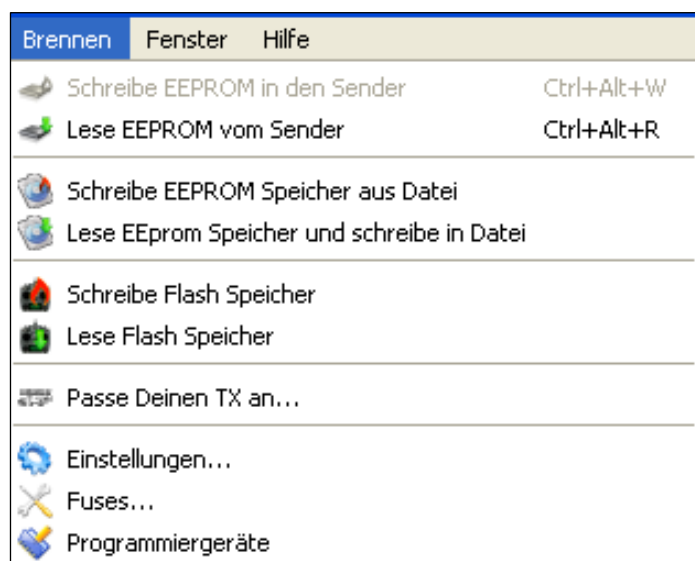 Brennen Fenster Hilfe
Schreibe EEPROM in den Sender Ctrl+Alt+W
Lese EEPROM vom Sender Ctrl+Alt+R
Schreibe EEPROM Speicher aus Datei
Lese EEprom Speicher und schreibe in Datei
Schreibe Flash Speicher
Lese Flash Speicher
Passe Deinen TX an...
Einstellungen...
Fuses...
Programmiergeräte